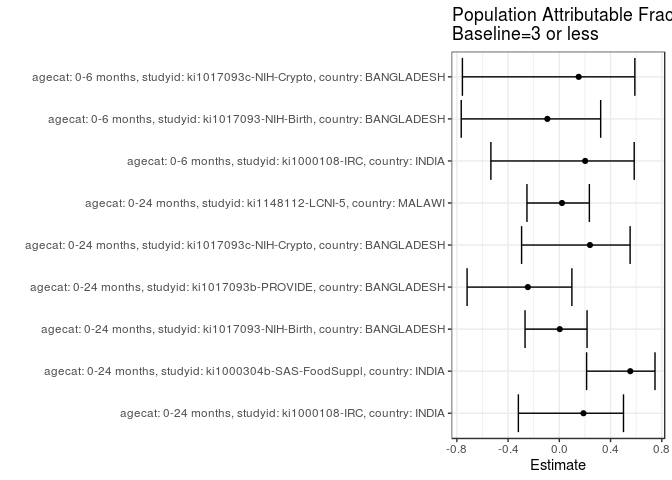 Population Attributable Frac
Baseline=3 or less
agecat: 0-6 months, studyid: ki1017093c-NIH-Crypto, country: BANGLADESH
agecat: 0-6 months, studyid: ki1017093-NIH-Birth, country: BANGLADESH
agecat: 0-6 months, studyid: ki1000108-IRC, country: INDIA
agecat: 0-24 months, studyid: ki1148112-LCNI-5, country: MALAWI
agecat: 0-24 months, studyid: ki1017093c-NIH-Crypto, country: BANGLADESH
agecat: 0-24 months, studyid: ki1017093b-PROVIDE, country: BANGLADESH
agecat: 0-24 months, studyid: ki1017093-NIH-Birth, country: BANGLADESH
agecat: 0-24 months, studyid: ki1000304b-SAS-FoodSuppl, country: INDIA
agecat: 0-24 months, studyid: ki1000108-IRC, country: INDIA
-0.8 -0.4 0.0 0.4 0.8
Estimate